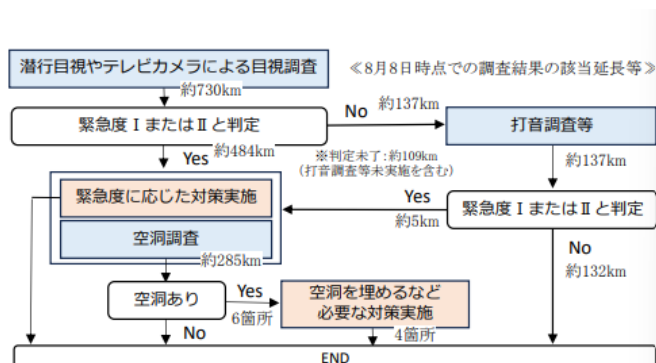 潜行目視やテレビカメラによる目視調査
≪8月8日時点での調査結果の該当延長等≫
約730km
緊急度ⅠまたはⅡと判定
No
約137km
打音調査等
Yes
約484km
※判定未了:約109km
(打音調査等未実施を含む)
約137km
緊急度に応じた対策実施
空洞調査
約285km
Yes
約5km
緊急度ⅠまたはⅡと判定
No
約132km
空洞あり
Yes
6箇所
空洞を埋めるなど
必要な対策実施
No
4箇所
END